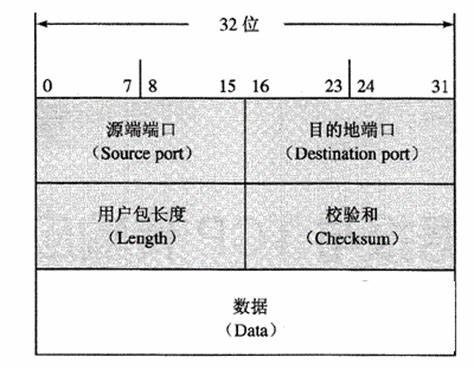 32 位
0 7 8 15 16 23 24 31
源端端口 目的地端口
（Source port） （Destination port）
用户包长度 校验和
（Length） （Checksum）
数据
（Data）